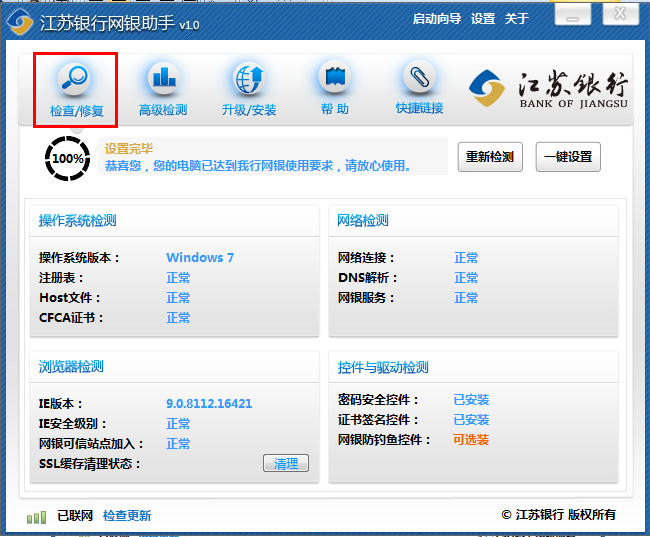 江苏银行网银助手 v1.0
启动向导 设置 关于
检查/修复 高级检测 升级/安装 帮 助 快捷链接
江苏银行
BANK OF JIANGSU
100%
设置完毕
恭喜您，您的电脑已达到我行网银使用要求，请放心使用。
重新检测 一键设置
操作系统检测
操作系统版本： Windows 7
注册表： 正常
Host文件： 正常
CFCA证书： 正常
网络检测
网络连接： 正常
DNS解析： 正常
网银服务： 正常
浏览器检测
IE版本： 9.0.8112.16421
IE安全级别： 正常
网银可信站点加入： 正常
SSL缓存清理状态： 清理
控件与驱动检测
密码安全控件： 已安装
证书签名控件： 已安装
网银防钓鱼控件： 可选装
已联网 检查更新
© 江苏银行 版权所有